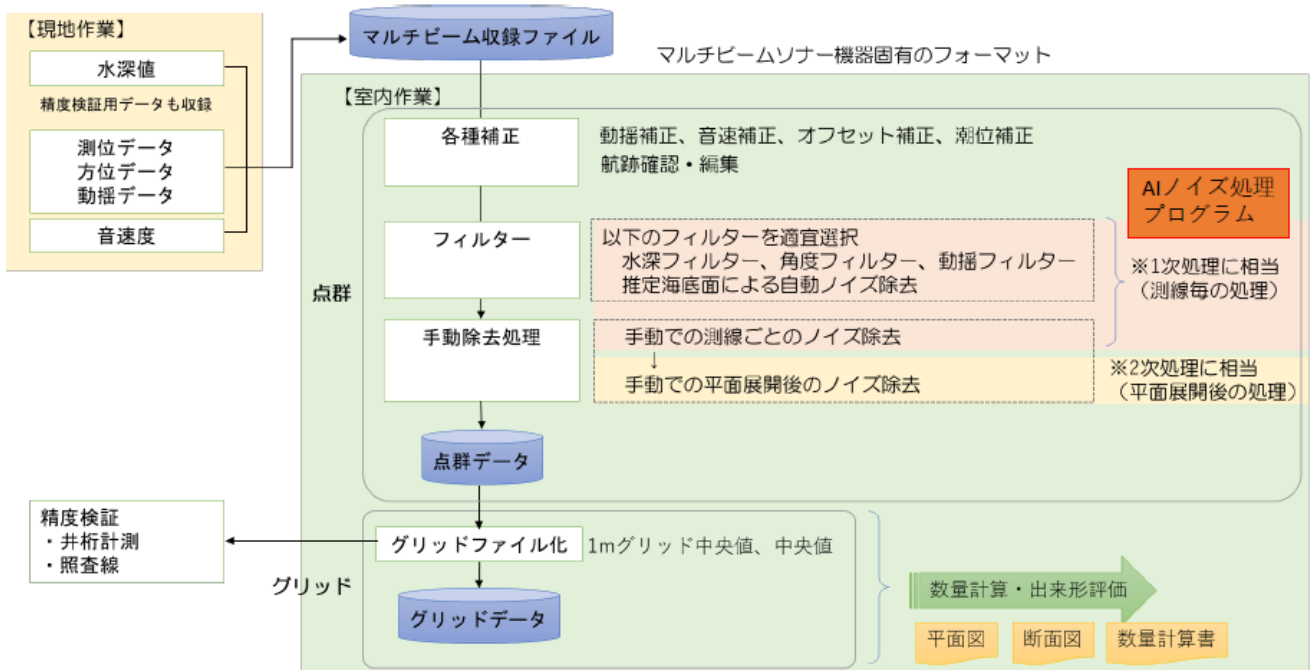 【現地作業】
水深値
精度検証用データも収録
測位データ
方位データ
動揺データ
音速度
マルチビーム収録ファイル
マルチビームソナー機器固有のフォーマット
【室内作業】
点群
各種補正
動揺補正、音速補正、オフセット補正、潮位補正
航跡確認・編集
AIノイズ処理
プログラム
フィルター
以下のフィルターを適宜選択
水深フィルター、角度フィルター、動揺フィルター
推定海底面による自動ノイズ除去
※1次処理に相当
（測線毎の処理）
手動除去処理
手動での測線ごとのノイズ除去
↓
手動での平面展開後のノイズ除去
※2次処理に相当
（平面展開後の処理）
点群データ
精度検証
・井桁計測
・照査線
グリッド
グリッドファイル化
1mグリッド中央値、中央値
グリッドデータ
数量計算・出来形評価
平面図
断面図
数量計算書